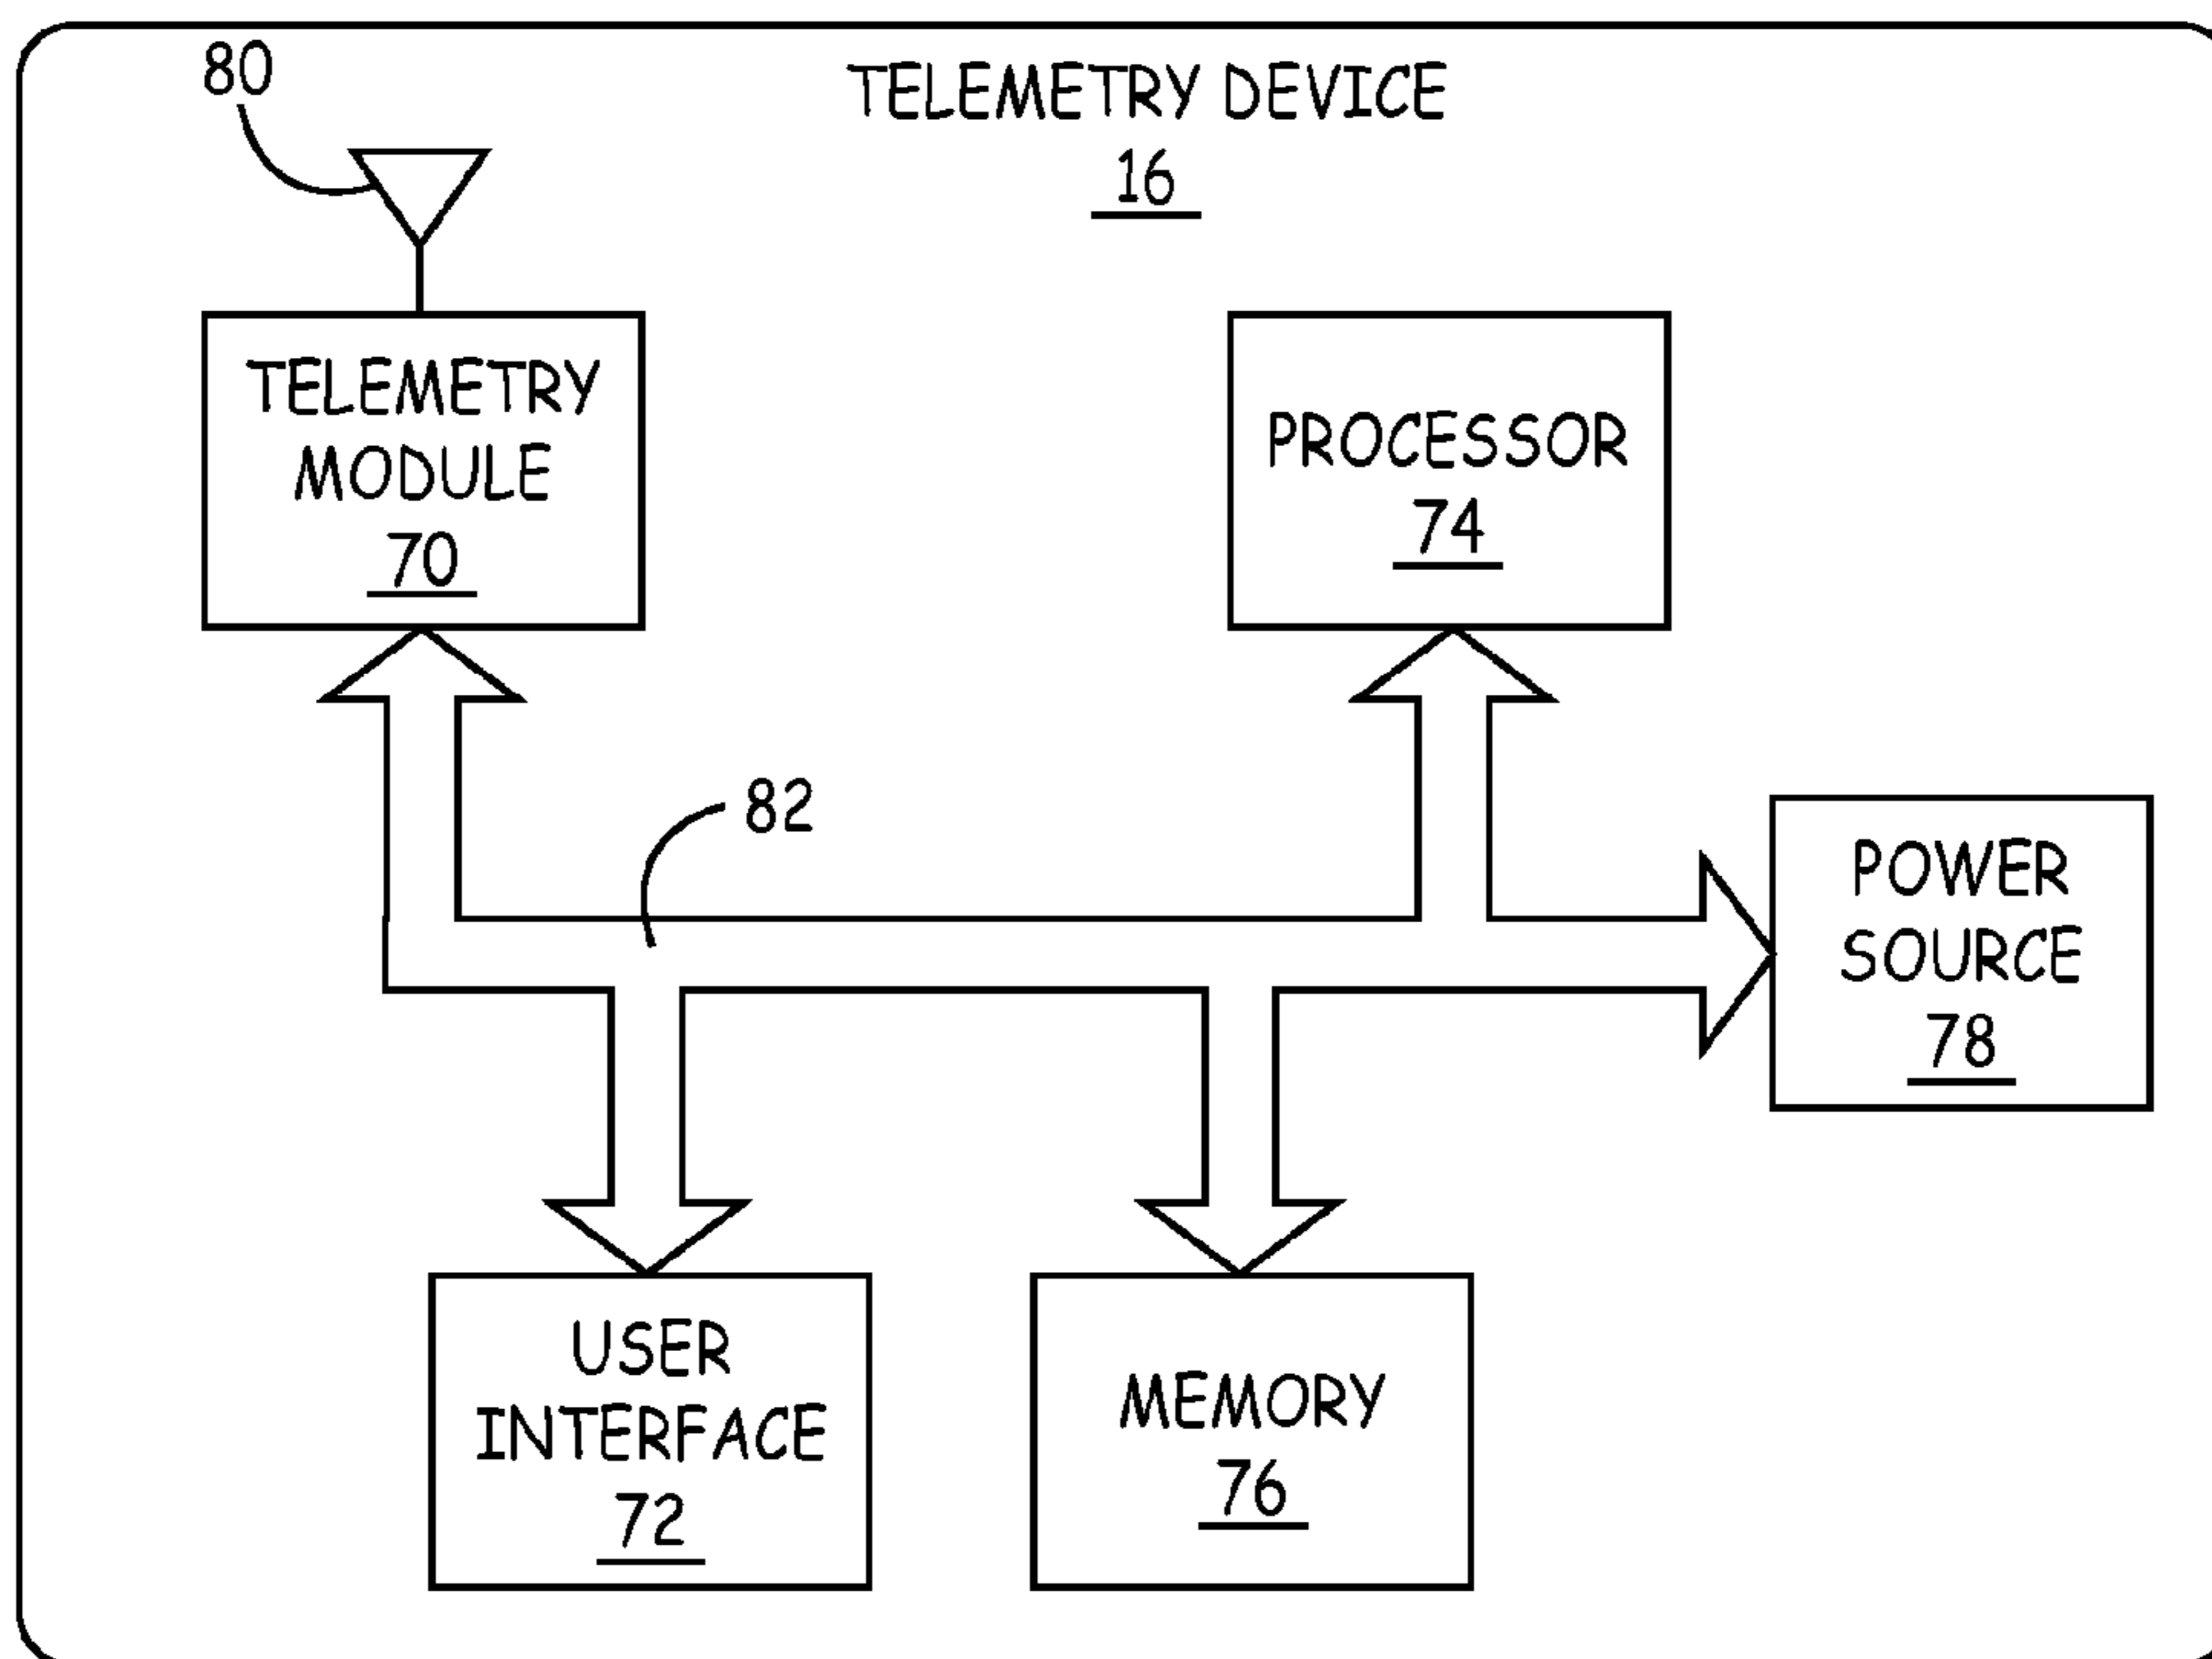 80
TELEMETRY DEVICE
16
TELEMETRY
MODULE
70
PROCESSOR
74
82
POWER
SOURCE
78
USER
INTERFACE
72
MEMORY
76